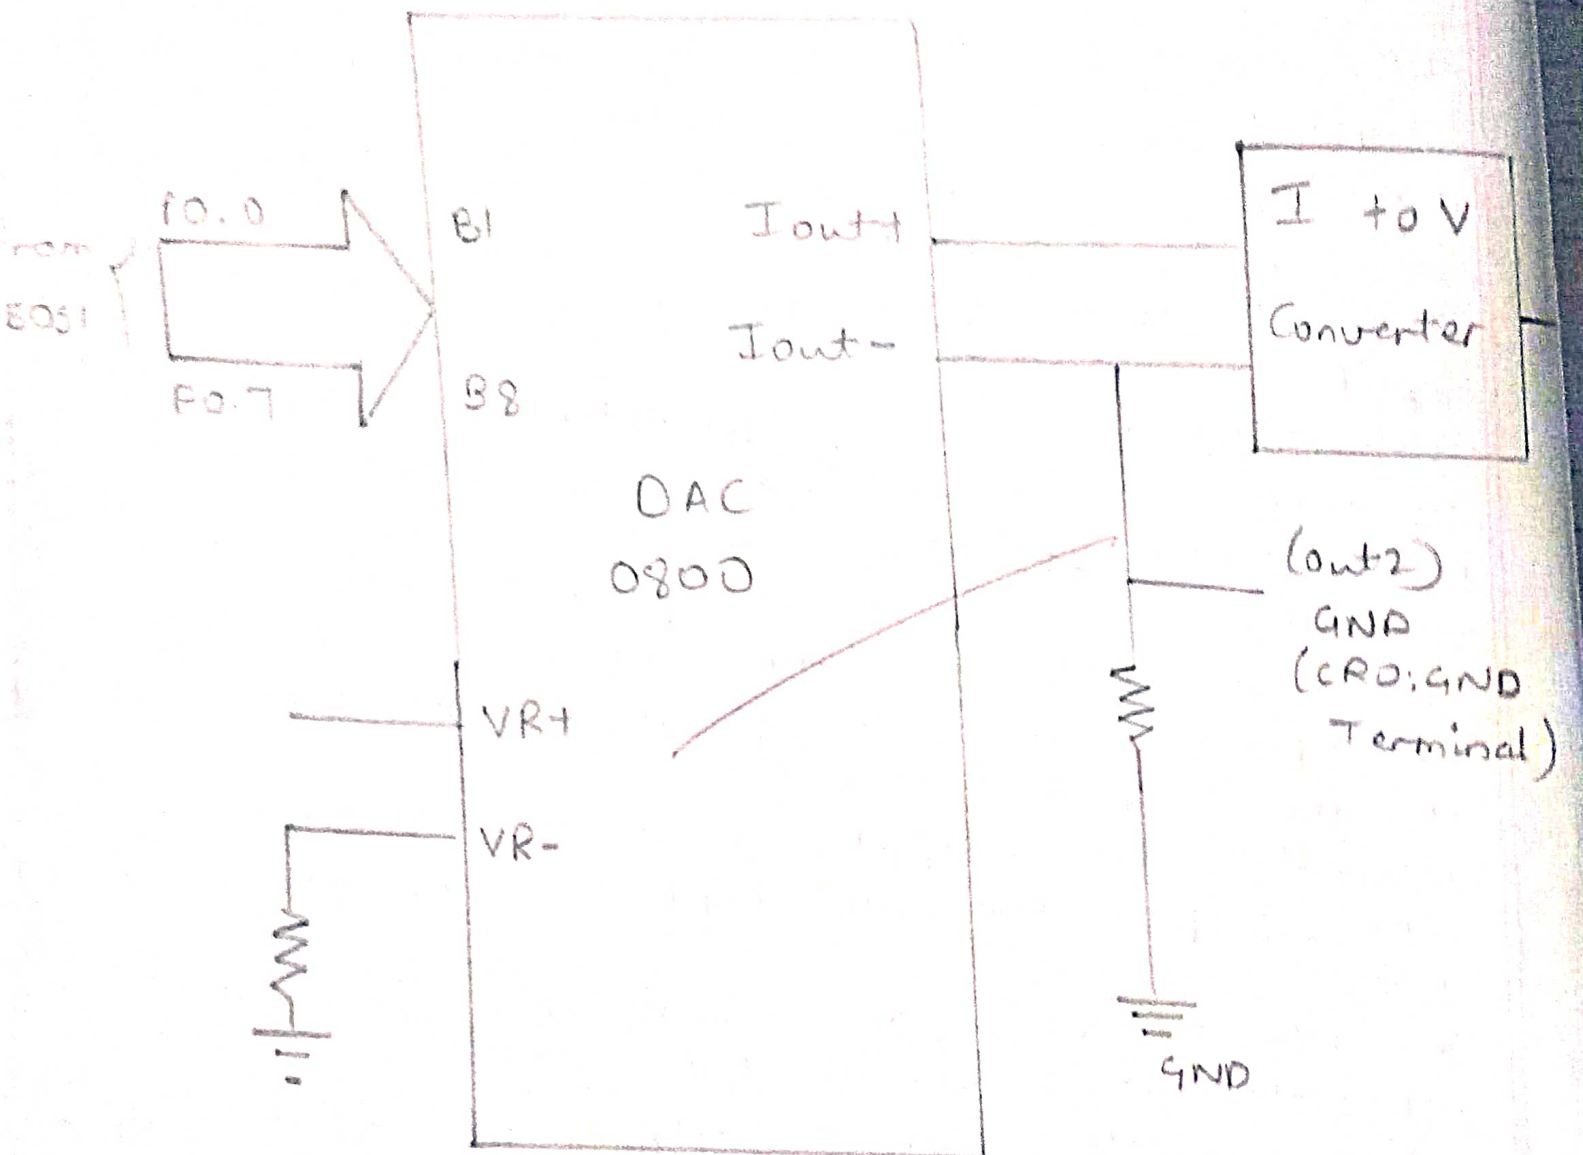 P0.0
8051
P0.7
B1
B8
Iout+
Iout-
DAC
0800
VR+
VR-
I to V
Converter
(out2)
GND
(CRO:GND
Terminal)
GND